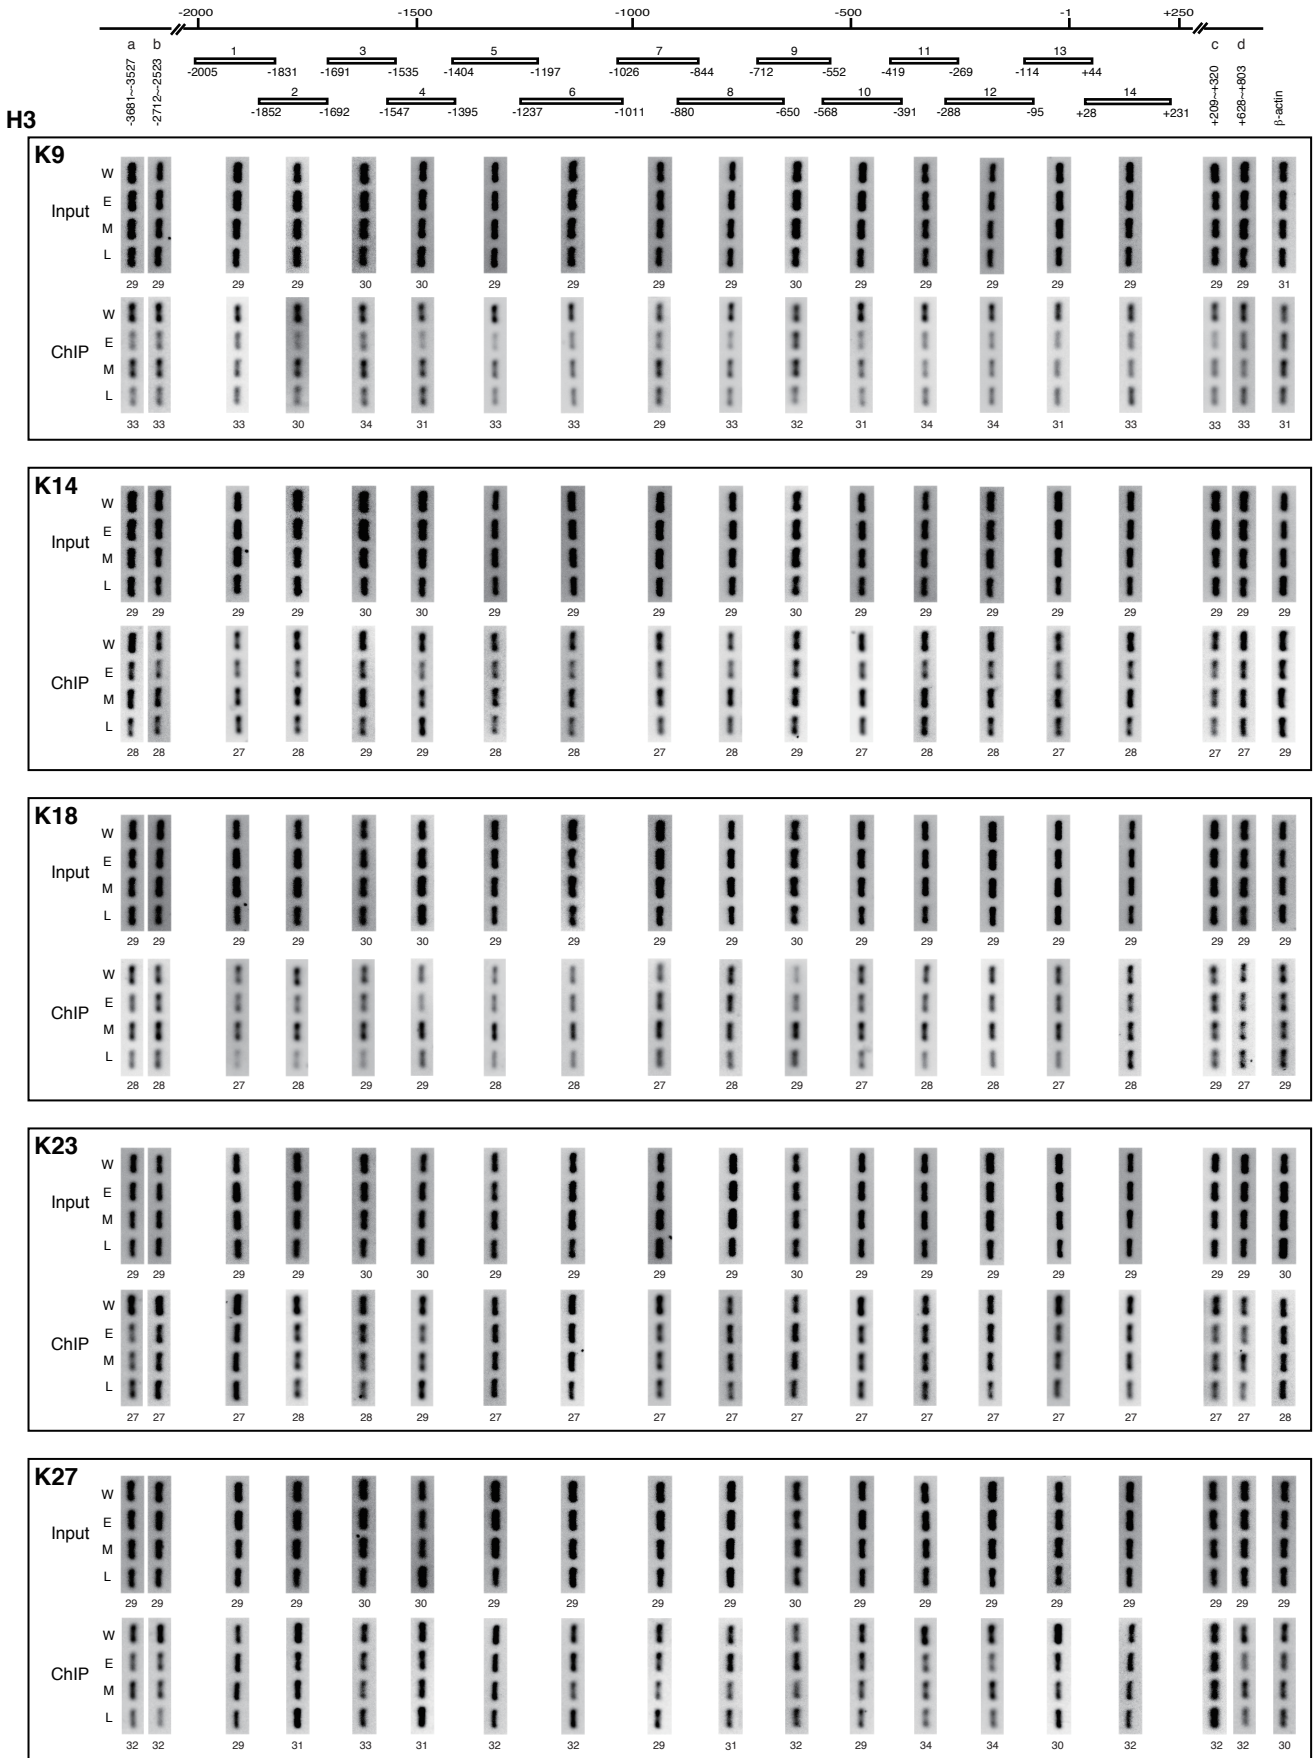 -2000 -1500 -1000 -500 -1 +250
a b c d
1 3 5 7 9 11 13
-2005 -1831 -1691 -1535 -1404 -1197 -1026 -844 -712 -552 -419 -269 -114 +44
2 4 6 8 10 12 14
-1852 -1692 -1547 -1395 -1237 -1011 -880 -650 -568 -391 -288 -95 +28 +231
-3681~-3527 -2712~-2523 +209~+320 +628~+803 β-actin
H3
K9
W
E
Input
M
L
29 29 29 29 30 30 29 29 29 29 30 29 29 29 29 29 29 29 31
W
E
ChIP
M
L
33 33 33 30 34 31 33 33 29 33 32 31 34 34 31 33 33 33 31
K14
W
E
Input
M
L
29 29 29 29 30 30 29 29 29 29 30 29 29 29 29 29 29 29 29
W
E
ChIP
M
L
28 28 27 28 29 29 28 28 27 28 29 27 28 28 27 28 27 27 29
K18
W
E
Input
M
L
29 29 29 29 30 30 29 29 29 29 30 29 29 29 29 29 29 29 29
W
E
ChIP
M
L
28 28 27 28 29 29 28 28 27 28 29 27 28 28 27 28 29 27 29
K23
W
E
Input
M
L
29 29 29 29 30 30 29 29 29 29 30 29 29 29 29 29 29 29 30
W
E
ChIP
M
L
27 27 27 28 28 29 27 27 27 27 27 27 27 27 27 27 27 27 28
K27
W
E
Input
M
L
29 29 29 29 30 30 29 29 29 29 30 29 29 29 29 29 29 29 29
W
E
ChIP
M
L
32 32 29 31 33 31 32 32 29 31 32 29 34 34 30 32 32 32 30